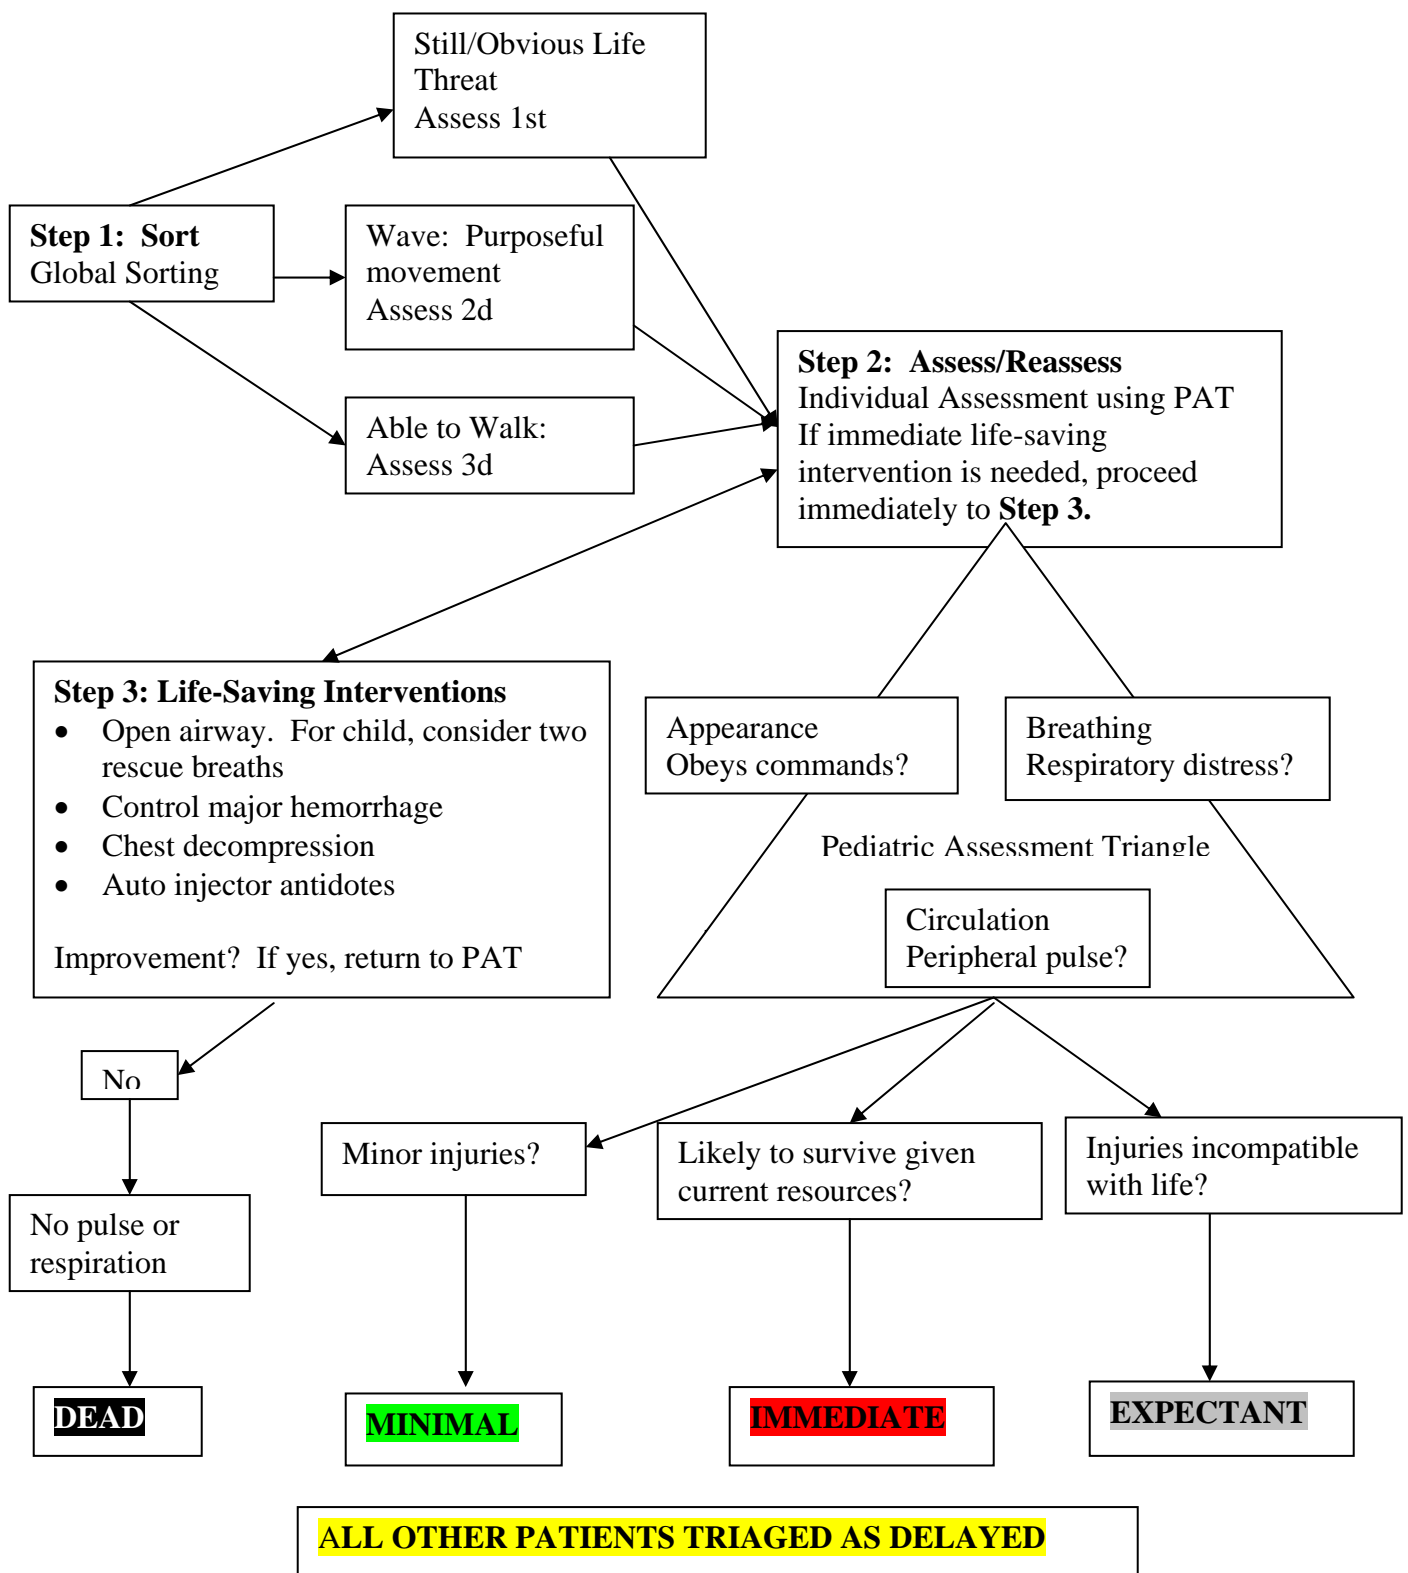 Still/Obvious Life
Threat
Assess 1st
Step 1:  Sort
Global Sorting
Wave:  Purposeful
movement
Assess 2d
Able to Walk:
Assess 3d
Step 2:  Assess/Reassess
Individual Assessment using PAT
If immediate life-saving
intervention is needed, proceed
immediately to Step 3.
Step 3: Life-Saving Interventions
• Open airway.  For child, consider two
rescue breaths
• Control major hemorrhage
• Chest decompression
• Auto injector antidotes
Improvement?  If yes, return to PAT
Appearance
Obeys commands?
Breathing
Respiratory distress?
Pediatric Assessment Triangle
Circulation
Peripheral pulse?
No
No pulse or
respiration
Minor injuries?
Likely to survive given
current resources?
Injuries incompatible
with life?
DEAD
MINIMAL
IMMEDIATE
EXPECTANT
ALL OTHER PATIENTS TRIAGED AS DELAYED